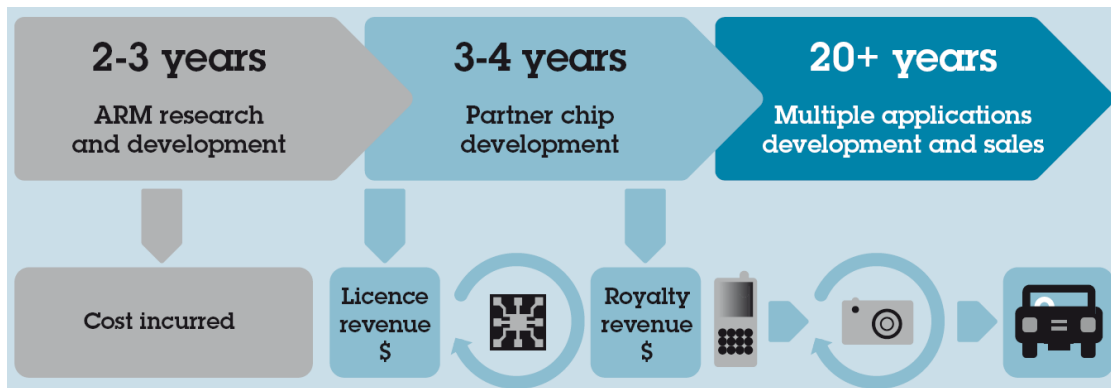 2-3 years
ARM research
and development
3-4 years
Partner chip
development
20+ years
Multiple applications
development and sales
Cost incurred
Licence
revenue
$
Royalty
revenue
$